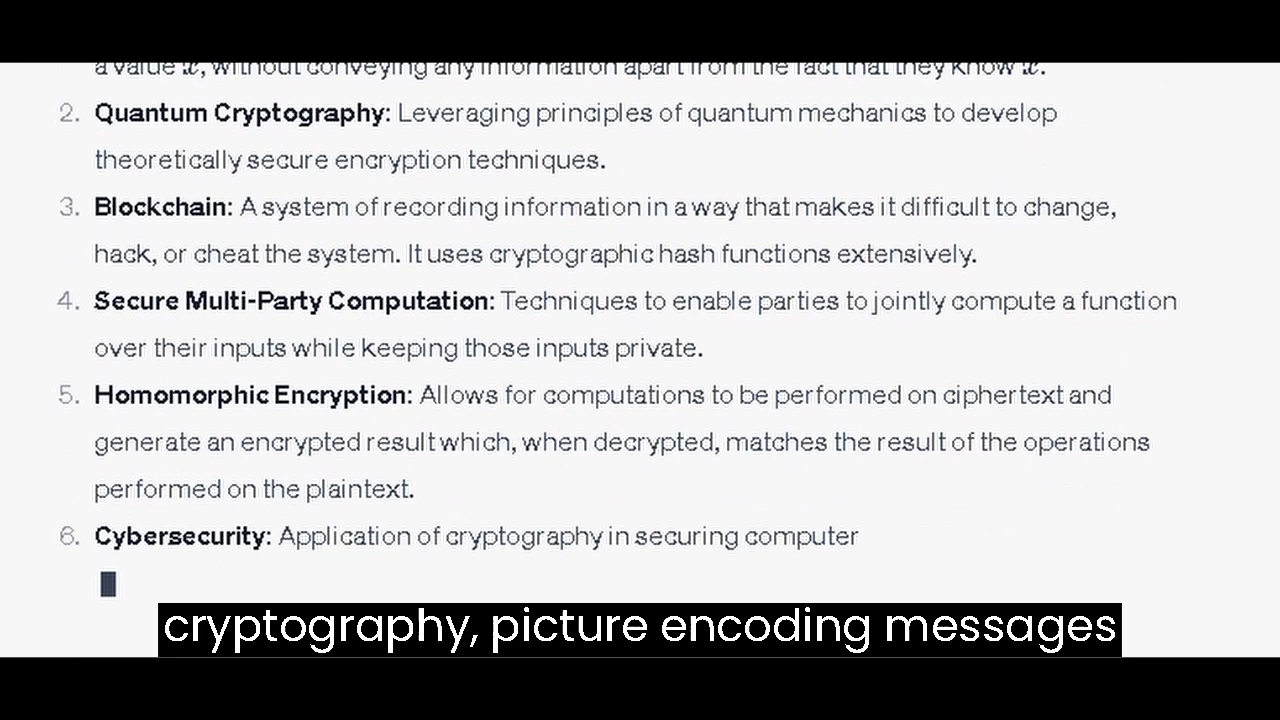 a value x, without conveying any information apart from the fact that they know x.
2. Quantum Cryptography: Leveraging principles of quantum mechanics to develop
theoretically secure encryption techniques.
3. Blockchain: A system of recording information in a way that makes it difficult to change,
hack, or cheat the system. It uses cryptographic hash functions extensively.
4. Secure Multi-Party Computation: Techniques to enable parties to jointly compute a function
over their inputs while keeping those inputs private.
5. Homomorphic Encryption: Allows for computations to be performed on ciphertext and
generate an encrypted result which, when decrypted, matches the result of the operations
performed on the plaintext.
6. Cybersecurity: Application of cryptography in securing computer
cryptography, picture encoding messages